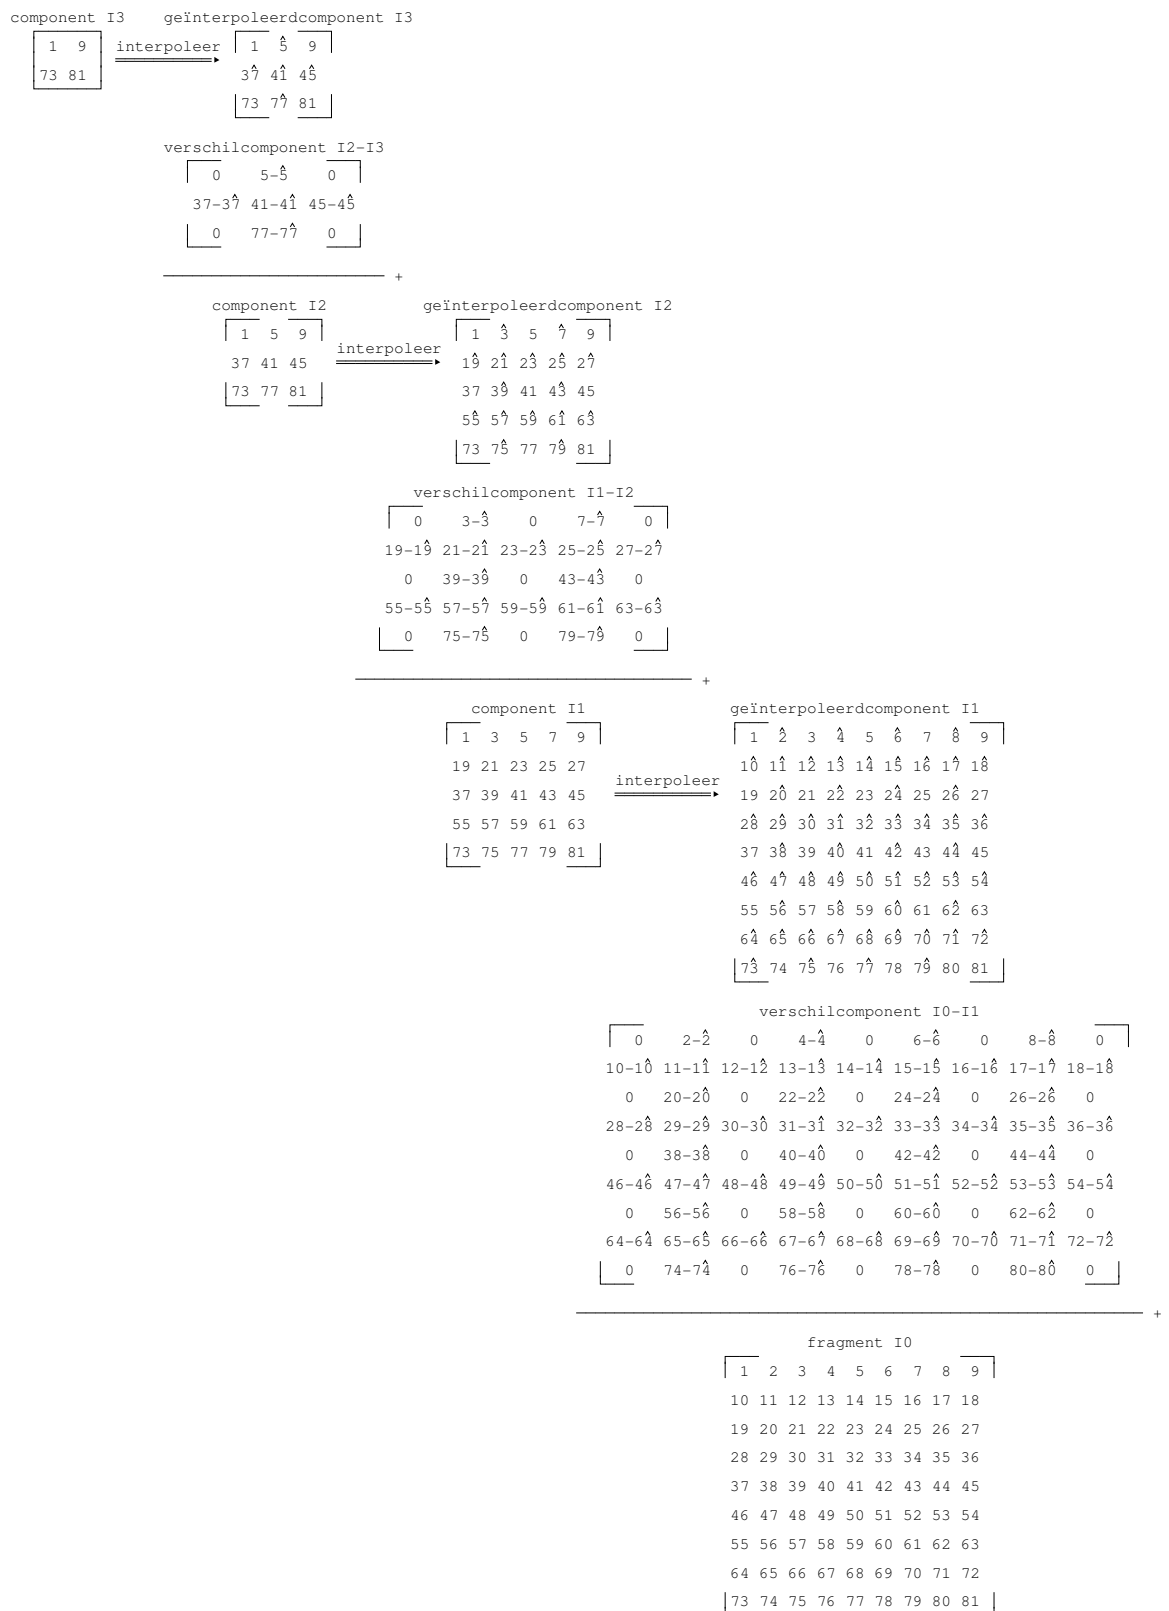 component I3 geïnterpoleerdcomponent I3
1 9 interpoleer 1 5̂ 9
73 81 37̂ 41̂ 45̂
73 77̂ 81
verschilcomponent I2-I3
0 5-5̂ 0
37-37̂ 41-41̂ 45-45̂
0 77-77̂ 0
+
component I2 geïnterpoleerdcomponent I2
1 5 9 1 3̂ 5 7̂ 9
interpoleer
37 41 45 19̂ 21̂ 23̂ 25̂ 27̂
73 77 81 37 39̂ 41 43̂ 45
55̂ 57̂ 59̂ 61̂ 63̂
73 75̂ 77 79̂ 81
verschilcomponent I1-I2
0 3-3̂ 0 7-7̂ 0
19-19̂ 21-21̂ 23-23̂ 25-25̂ 27-27̂
0 39-39̂ 0 43-43̂ 0
55-55̂ 57-57̂ 59-59̂ 61-61̂ 63-63̂
0 75-75̂ 0 79-79̂ 0
+
component I1 geïnterpoleerdcomponent I1
1 3 5 7 9 1 2̂ 3 4̂ 5 6̂ 7 8̂ 9
19 21 23 25 27 10̂ 11̂ 12̂ 13̂ 14̂ 15̂ 16̂ 17̂ 18̂
interpoleer
37 39 41 43 45 19 20̂ 21 22̂ 23 24̂ 25 26̂ 27
55 57 59 61 63 28̂ 29̂ 30̂ 31̂ 32̂ 33̂ 34̂ 35̂ 36̂
73 75 77 79 81 37 38̂ 39 40̂ 41 42̂ 43 44̂ 45
46̂ 47̂ 48̂ 49̂ 50̂ 51̂ 52̂ 53̂ 54̂
55 56̂ 57 58̂ 59 60̂ 61 62̂ 63
64̂ 65̂ 66̂ 67̂ 68̂ 69̂ 70̂ 71̂ 72̂
73̂ 74 75̂ 76 77̂ 78 79̂ 80 81
verschilcomponent I0-I1
0 2-2̂ 0 4-4̂ 0 6-6̂ 0 8-8̂ 0
10-10̂ 11-11̂ 12-12̂ 13-13̂ 14-14̂ 15-15̂ 16-16̂ 17-17̂ 18-18̂
0 20-20̂ 0 22-22̂ 0 24-24̂ 0 26-26̂ 0
28-28̂ 29-29̂ 30-30̂ 31-31̂ 32-32̂ 33-33̂ 34-34̂ 35-35̂ 36-36̂
0 38-38̂ 0 40-40̂ 0 42-42̂ 0 44-44̂ 0
46-46̂ 47-47̂ 48-48̂ 49-49̂ 50-50̂ 51-51̂ 52-52̂ 53-53̂ 54-54̂
0 56-56̂ 0 58-58̂ 0 60-60̂ 0 62-62̂ 0
64-64̂ 65-65̂ 66-66̂ 67-67̂ 68-68̂ 69-69̂ 70-70̂ 71-71̂ 72-72̂
0 74-74̂ 0 76-76̂ 0 78-78̂ 0 80-80̂ 0
+
fragment I0
1 2 3 4 5 6 7 8 9
10 11 12 13 14 15 16 17 18
19 20 21 22 23 24 25 26 27
28 29 30 31 32 33 34 35 36
37 38 39 40 41 42 43 44 45
46 47 48 49 50 51 52 53 54
55 56 57 58 59 60 61 62 63
64 65 66 67 68 69 70 71 72
73 74 75 76 77 78 79 80 81